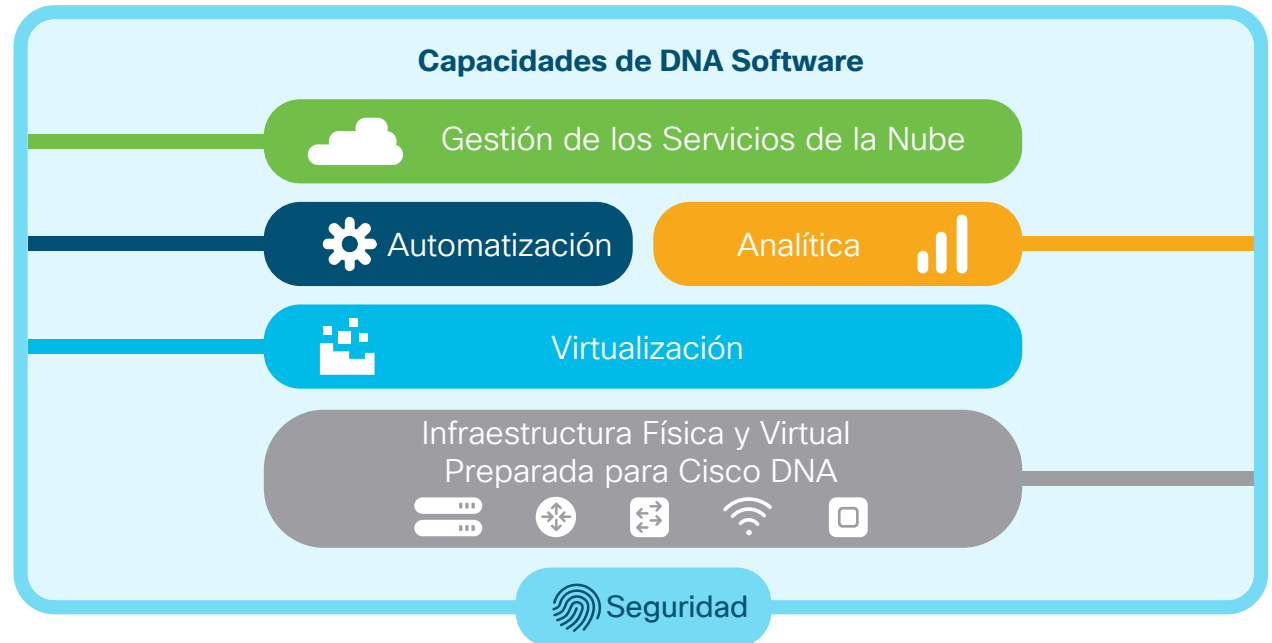 Capacidades de DNA Software
Gestión de los Servicios de la Nube
Automatización
Analítica
Virtualización
Infraestructura Física y Virtual
Preparada para Cisco DNA
Seguridad